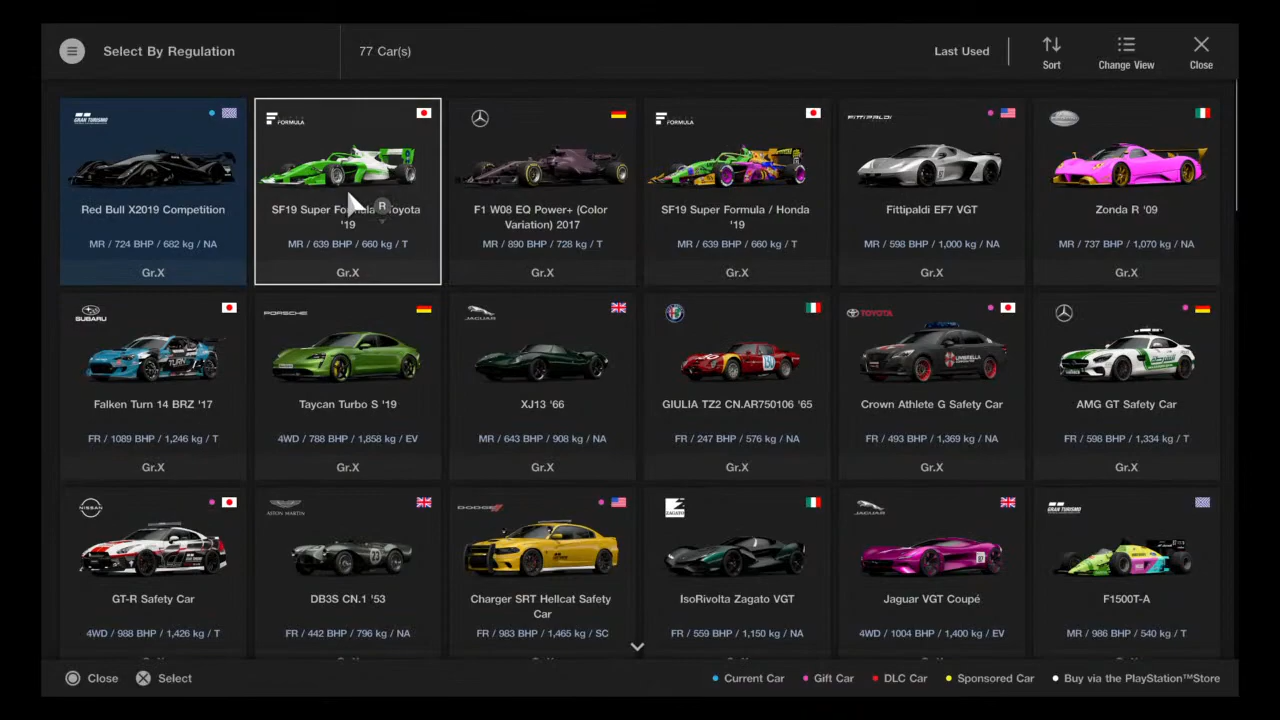 Select By Regulation
77 Car(s)
Last Used
Sort
Change View
Close
GRAN TURISMO
Red Bull X2019 Competition
MR / 724 BHP / 682 kg / NA
Gr.X
FORMULA
SF19 Super Formula / Toyota
'19
MR / 639 BHP / 660 kg / T
Gr.X
R
F1 W08 EQ Power+ (Color
Variation) 2017
MR / 890 BHP / 728 kg / T
Gr.X
FORMULA
SF19 Super Formula / Honda
'19
MR / 639 BHP / 660 kg / T
Gr.X
FITTIPALDI
Fittipaldi EF7 VGT
MR / 598 BHP / 1,000 kg / NA
Gr.X
Zonda R '09
MR / 737 BHP / 1,070 kg / NA
Gr.X
SUBARU
Falken Turn 14 BRZ '17
FR / 1089 BHP / 1,246 kg / T
Gr.X
PORSCHE
Taycan Turbo S '19
4WD / 788 BHP / 1,858 kg / EV
Gr.X
JAGUAR
XJ13 '66
MR / 643 BHP / 908 kg / NA
Gr.X
GIULIA TZ2 CN.AR750106 '65
FR / 247 BHP / 576 kg / NA
Gr.X
TOYOTA
UMBRELLA
Crown Athlete G Safety Car
FR / 493 BHP / 1,369 kg / NA
Gr.X
AMG GT Safety Car
FR / 598 BHP / 1,334 kg / T
Gr.X
NISSAN
GT-R Safety Car
4WD / 988 BHP / 1,426 kg / T
ASTON MARTIN
23
DB3S CN.1 '53
FR / 442 BHP / 796 kg / NA
DODGE
Charger SRT Hellcat Safety
Car
FR / 983 BHP / 1,465 kg / SC
ZAGATO
IsoRivolta Zagato VGT
FR / 559 BHP / 1,150 kg / NA
JAGUAR
Jaguar VGT Coupé
4WD / 1004 BHP / 1,400 kg / EV
GRAN TURISMO
F1500T-A
MR / 986 BHP / 540 kg / T
Close
Select
Current Car
Gift Car
DLC Car
Sponsored Car
Buy via the PlayStation™Store